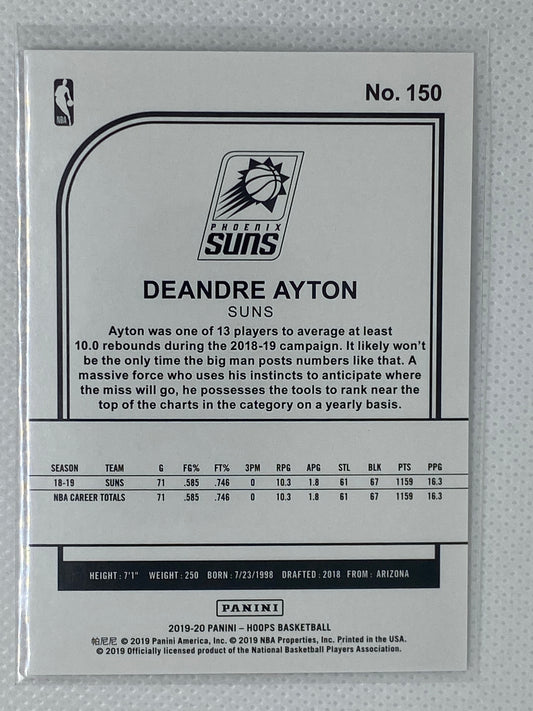 No. 150
NBA
PHOENIX
SUNS
DEANDRE AYTON
SUNS
Ayton was one of 13 players to average at least
10.0 rebounds during the 2018-19 campaign. It likely won't
be the only time the big man posts numbers like that. A
massive force who uses his instincts to anticipate where
the miss will go, he possesses the tools to rank near the
top of the charts in the category on a yearly basis.
SEASON TEAM G FG% FT% 3PM RPG APG STL BLK PTS PPG
18-19 SUNS 71 .585 .746 0 10.3 1.8 61 67 1159 16.3
NBA CAREER TOTALS 71 .585 .746 0 10.3 1.8 61 67 1159 16.3
HEIGHT: 7'1" WEIGHT: 250 BORN: 7/23/1998 DRAFTED: 2018 FROM: ARIZONA
PANINI
2019-20 PANINI – HOOPS BASKETBALL
帕尼尼 © 2019 Panini America, Inc. © 2019 NBA Properties, Inc. Printed in the USA.
© 2019 Officially licensed product of the National Basketball Players Association.